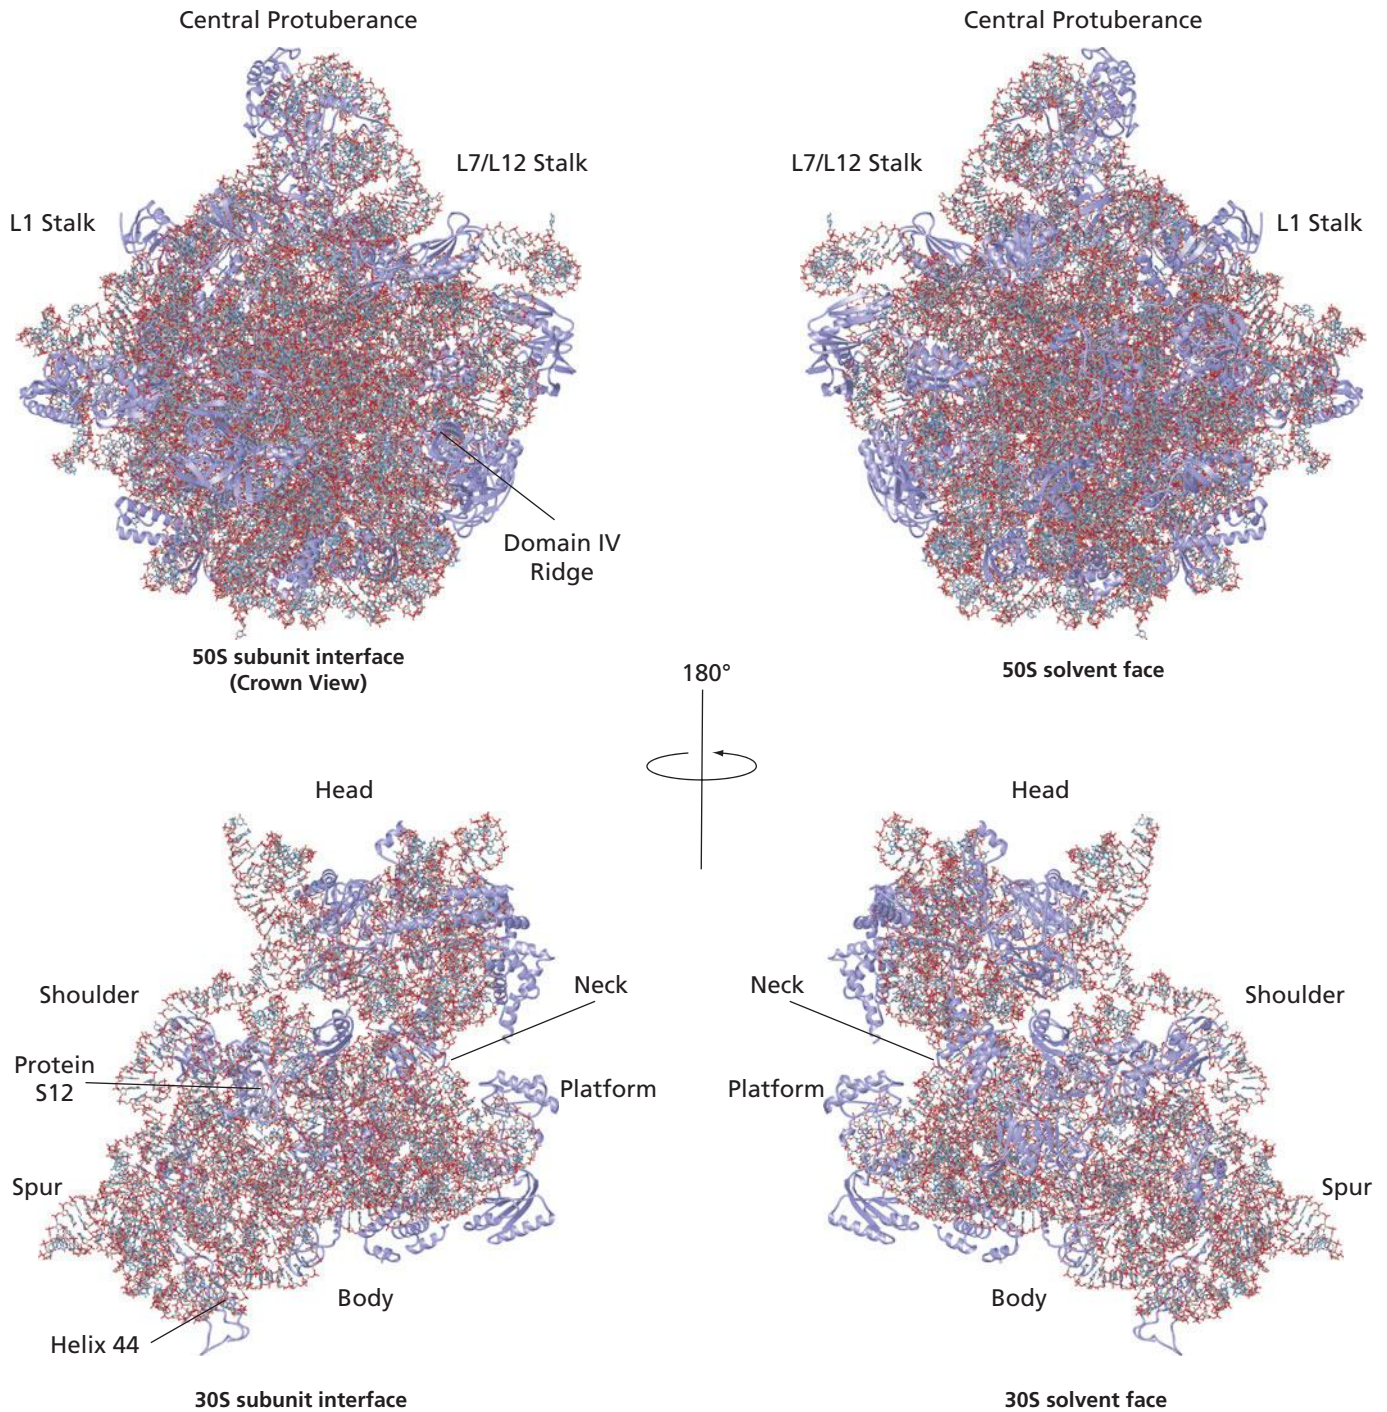 Central Protuberance
Central Protuberance
L7/L12 Stalk
L7/L12 Stalk
L1 Stalk
L1 Stalk
Domain IV
Ridge
50S subunit interface
(Crown View)
180°
50S solvent face
Head
Head
Shoulder
Neck
Neck
Shoulder
Protein
S12
Platform
Platform
Spur
Spur
Body
Body
Helix 44
30S subunit interface
30S solvent face